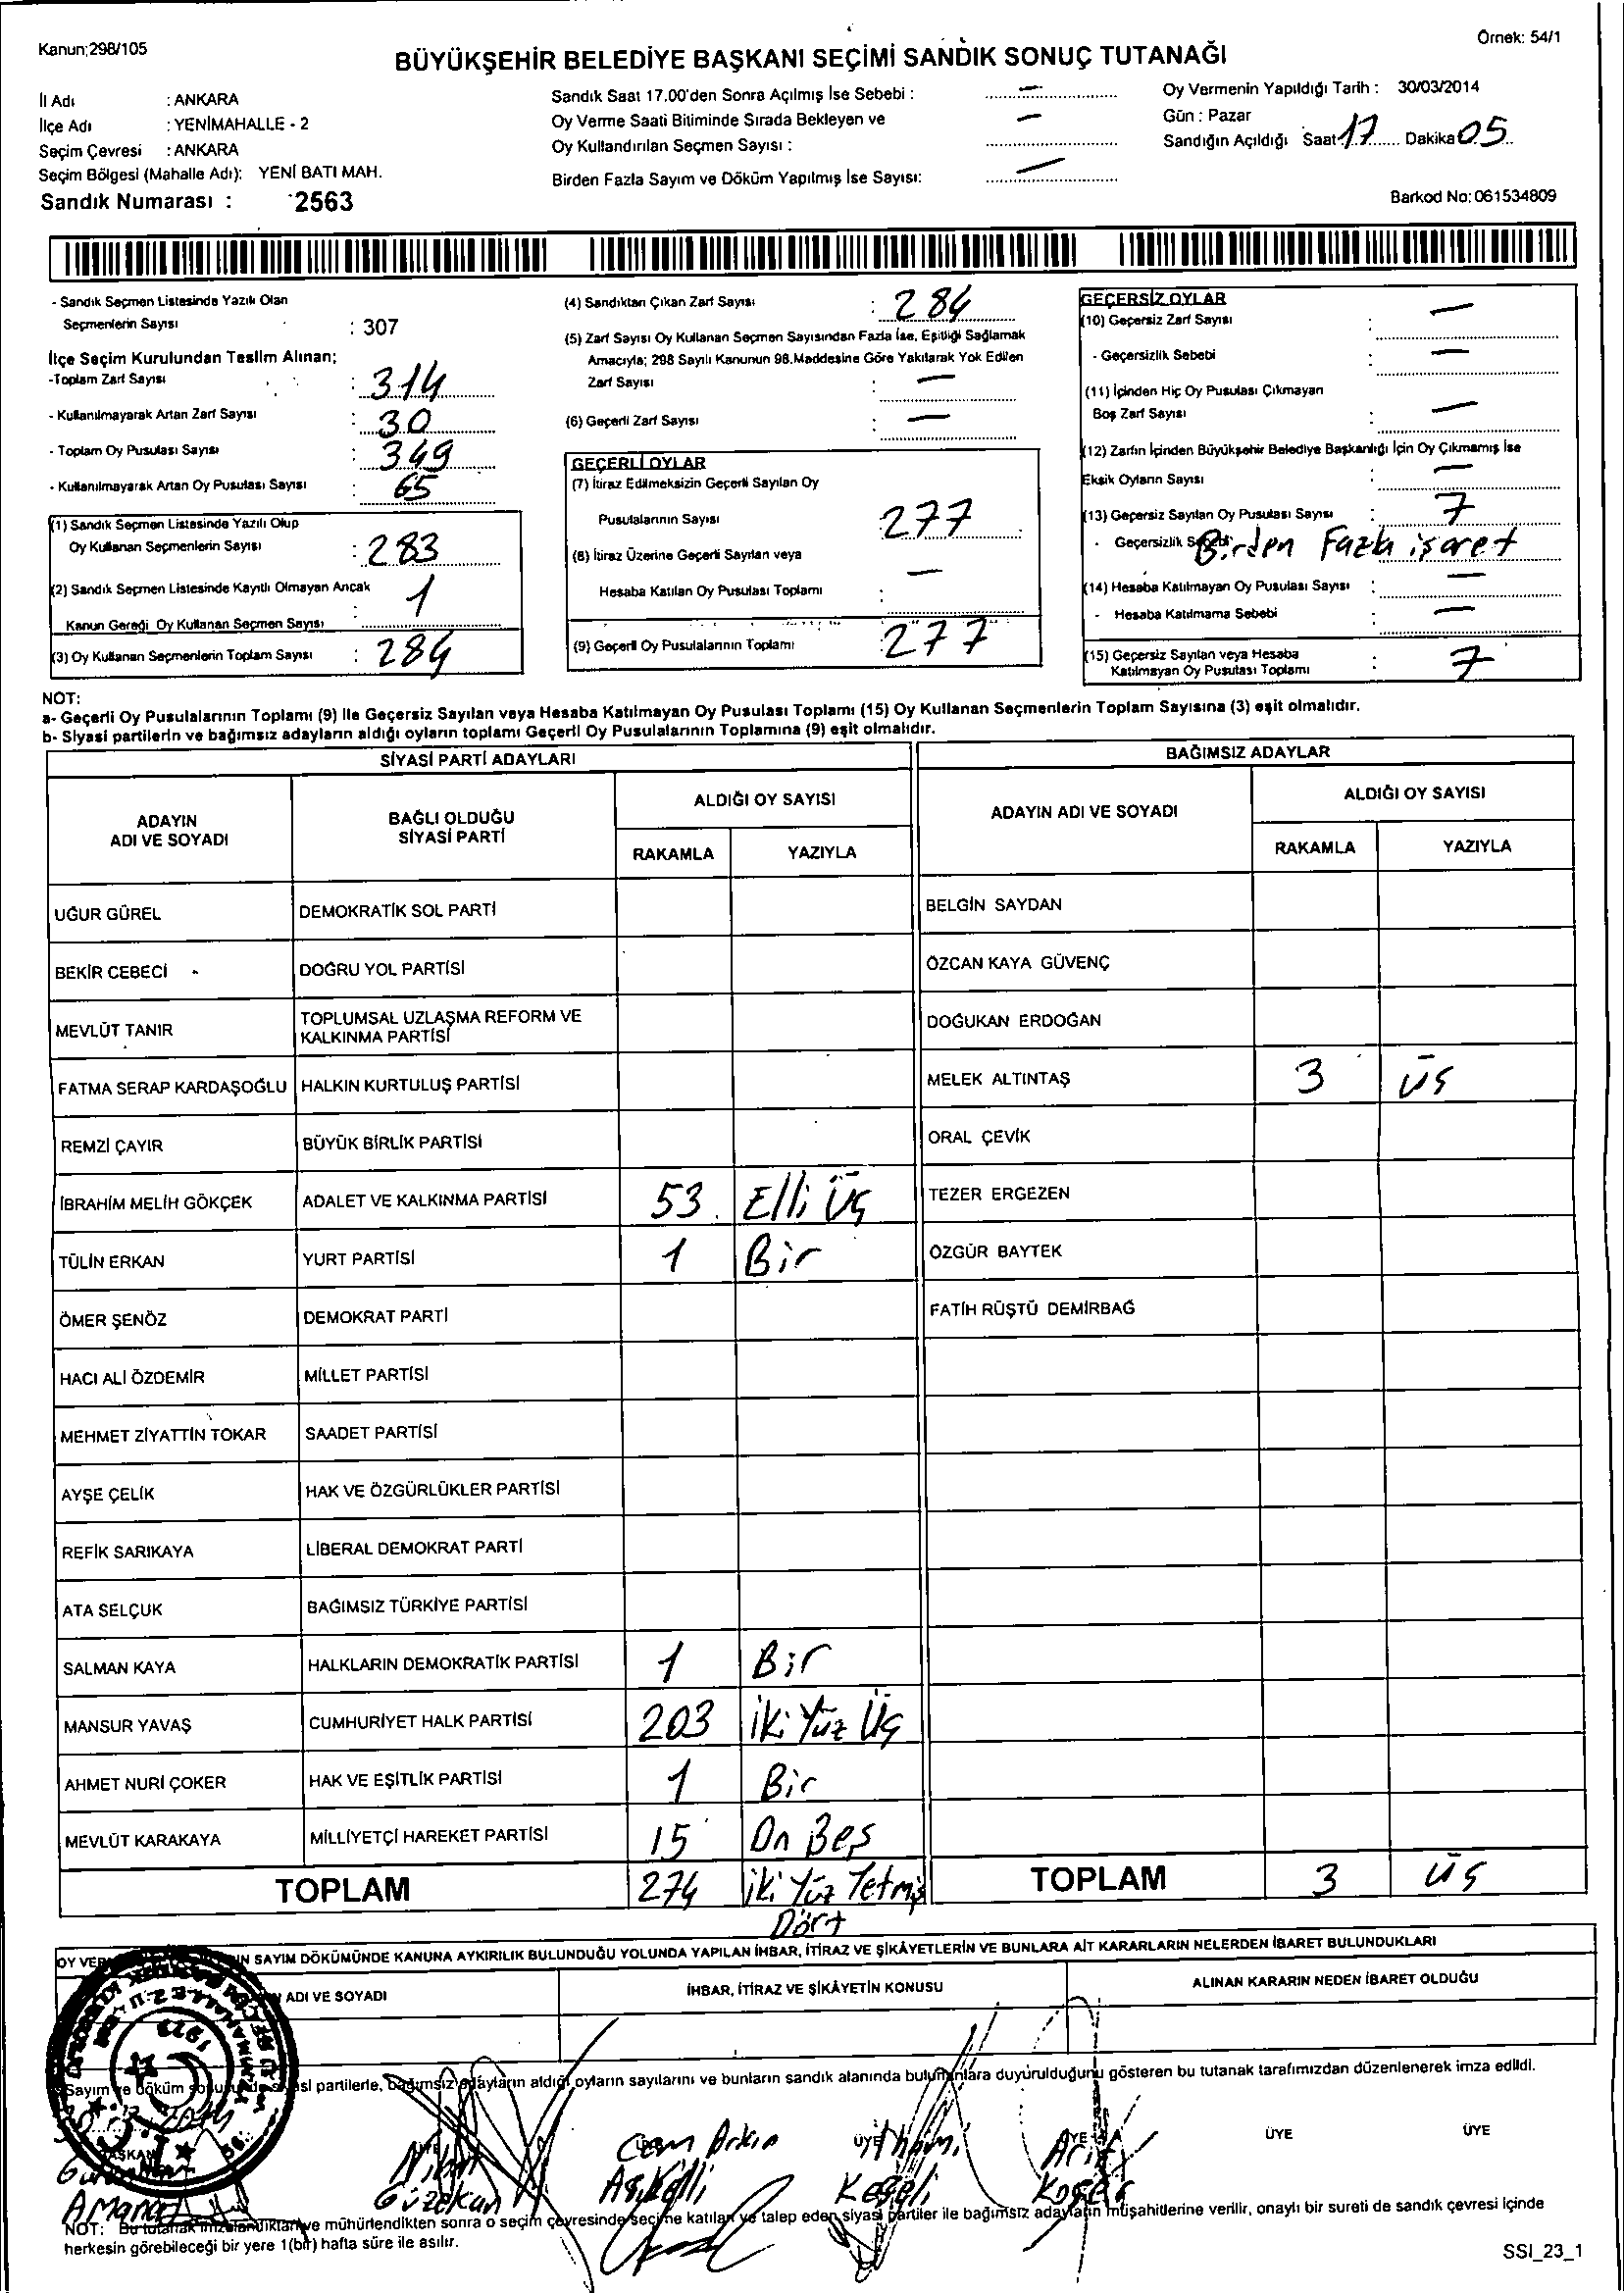 Kanun;298/105
Örnek: 54/1
BÜYÜKŞEHİR BELEDİYE BAŞKANI SEÇİMİ SANDIK SONUÇ TUTANAĞI
İl Adı : ANKARA
İlçe Adı : YENİMAHALLE - 2
Seçim Çevresi : ANKARA
Seçim Bölgesi (Mahalle Adı): YENİ BATI MAH.
Sandık Numarası : 2563
Sandık Saat 17.00'den Sonra Açılmış İse Sebebi : —
Oy Verme Saati Bitiminde Sırada Bekleyen ve —
Oy Kullandırılan Seçmen Sayısı :
Birden Fazla Sayım ve Döküm Yapılmış İse Sayısı: —
Oy Vermenin Yapıldığı Tarih : 30/03/2014
Gün : Pazar
Sandığın Açıldığı Saat 17 Dakika 05
Barkod No: 061534809
- Sandık Seçmen Listesinde Yazılı Olan
Seçmenlerin Sayısı : 307
İlçe Seçim Kurulundan Teslim Alınan;
-Toplam Zarf Sayısı : 314
- Kullanılmayarak Artan Zarf Sayısı : 30
- Toplam Oy Pusulası Sayısı : 349
- Kullanılmayarak Artan Oy Pusulası Sayısı : 65
(1) Sandık Seçmen Listesinde Yazılı Olup
Oy Kullanan Seçmenlerin Sayısı : 283
(2) Sandık Seçmen Listesinde Kayıtlı Olmayan Ancak
Kanun Gereği Oy Kullanan Seçmen Sayısı : 1
(3) Oy Kullanan Seçmenlerin Toplam Sayısı : 284
(4) Sandıktan Çıkan Zarf Sayısı : 284
(5) Zarf Sayısı Oy Kullanan Seçmen Sayısından Fazla İse, Eşitliği Sağlamak
Amacıyla; 298 Sayılı Kanunun 98.Maddesine Göre Yakılarak Yok Edilen
Zarf Sayısı : —
(6) Geçerli Zarf Sayısı : —
GEÇERLİ OYLAR
(7) İtiraz Edilmeksizin Geçerli Sayılan Oy
Pusulalarının Sayısı : 277
(8) İtiraz Üzerine Geçerli Sayılan veya
Hesaba Katılan Oy Pusulası Toplamı : —
(9) Geçerli Oy Pusulalarının Toplamı : 277
GEÇERSİZ OYLAR
(10) Geçersiz Zarf Sayısı : —
- Geçersizlik Sebebi : —
(11) İçinden Hiç Oy Pusulası Çıkmayan
Boş Zarf Sayısı : —
(12) Zarfın İçinden Büyükşehir Belediye Başkanlığı İçin Oy Çıkmamış İse
Eksik Oyların Sayısı : —
(13) Geçersiz Sayılan Oy Pusulası Sayısı : 7
- Geçersizlik Sebebi Birden Fazla işaret
(14) Hesaba Katılmayan Oy Pusulası Sayısı : —
- Hesaba Katılmama Sebebi : —
(15) Geçersiz Sayılan veya Hesaba
Katılmayan Oy Pusulası Toplamı : 7
NOT:
a- Geçerli Oy Pusulalarının Toplamı (9) İle Geçersiz Sayılan veya Hesaba Katılmayan Oy Pusulası Toplamı (15) Oy Kullanan Seçmenlerin Toplam Sayısına (3) eşit olmalıdır.
b- Siyasi partilerin ve bağımsız adayların aldığı oyların toplamı Geçerli Oy Pusulalarının Toplamına (9) eşit olmalıdır.
SİYASİ PARTİ ADAYLARI
BAĞIMSIZ ADAYLAR
ADAYIN ADI VE SOYADI
BAĞLI OLDUĞU SİYASİ PARTİ
ALDIĞI OY SAYISI
RAKAMLA YAZIYLA
ADAYIN ADI VE SOYADI
ALDIĞI OY SAYISI
RAKAMLA YAZIYLA
UĞUR GÜREL DEMOKRATİK SOL PARTİ BELGİN SAYDAN
BEKİR CEBECİ DOĞRU YOL PARTİSİ ÖZCAN KAYA GÜVENÇ
MEVLÜT TANIR TOPLUMSAL UZLAŞMA REFORM VE KALKINMA PARTİSİ DOĞUKAN ERDOĞAN
FATMA SERAP KARDAŞOĞLU HALKIN KURTULUŞ PARTİSİ MELEK ALTINTAŞ 3 üç
REMZİ ÇAYIR BÜYÜK BİRLİK PARTİSİ ORAL ÇEVİK
İBRAHİM MELİH GÖKÇEK ADALET VE KALKINMA PARTİSİ 53 Elli Üç TEZER ERGEZEN
TÜLİN ERKAN YURT PARTİSİ 1 Bir ÖZGÜR BAYTEK
ÖMER ŞENÖZ DEMOKRAT PARTİ FATİH RÜŞTÜ DEMİRBAĞ
HACI ALİ ÖZDEMİR MİLLET PARTİSİ
MEHMET ZİYATTİN TOKAR SAADET PARTİSİ
AYŞE ÇELİK HAK VE ÖZGÜRLÜKLER PARTİSİ
REFİK SARIKAYA LİBERAL DEMOKRAT PARTİ
ATA SELÇUK BAĞIMSIZ TÜRKİYE PARTİSİ
SALMAN KAYA HALKLARIN DEMOKRATİK PARTİSİ 1 Bir
MANSUR YAVAŞ CUMHURİYET HALK PARTİSİ 203 İki Yüz Üç
AHMET NURİ ÇOKER HAK VE EŞİTLİK PARTİSİ 1 Bir
MEVLÜT KARAKAYA MİLLİYETÇİ HAREKET PARTİSİ 15 On Beş
TOPLAM 274 İki Yüz Yetmiş Dört TOPLAM 3 üç
OY VER SAYIM DÖKÜMÜNDE KANUNA AYKIRILIK BULUNDUĞU YOLUNDA YAPILAN İHBAR, İTİRAZ VE ŞİKÂYETLERİN VE BUNLARA AİT KARARLARIN NELERDEN İBARET BULUNDUKLARI
ADI VE SOYADI İHBAR, İTİRAZ VE ŞİKÂYETİN KONUSU ALINAN KARARIN NEDEN İBARET OLDUĞU
Sayım ve döküm partilerle, bağımsız adayların aldığı oyların sayılarını ve bunların sandık alanında bulunanlara duyurulduğunu gösteren bu tutanak tarafımızdan düzenlenerek imza edildi.
BAŞKAN ÜYE ÜYE ÜYE ÜYE ÜYE
Cem Arkın İlhami Arif
Güzelkan Keşeli
NOT: Bu tutanak imzalandıktan ve mühürlendikten sonra o seçim çevresinde seçime katılan ve talep eden siyasi partiler ile bağımsız adayların müşahitlerine verilir, onaylı bir sureti de sandık çevresi içinde
herkesin görebileceği bir yere 1(bir) hafta süre ile asılır.
SSI_23_1